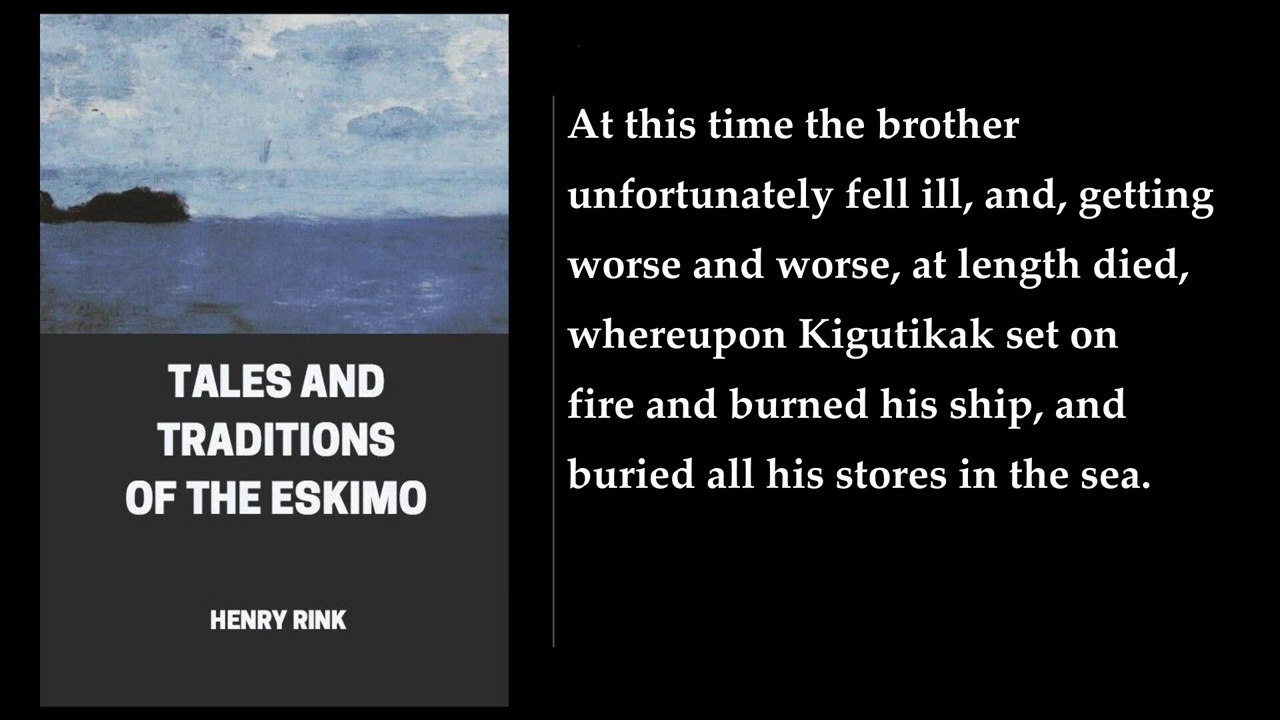 TALES AND
TRADITIONS
OF THE ESKIMO
HENRY RINK
At this time the brother
unfortunately fell ill, and, getting
worse and worse, at length died,
whereupon Kigutikak set on
fire and burned his ship, and
buried all his stores in the sea.